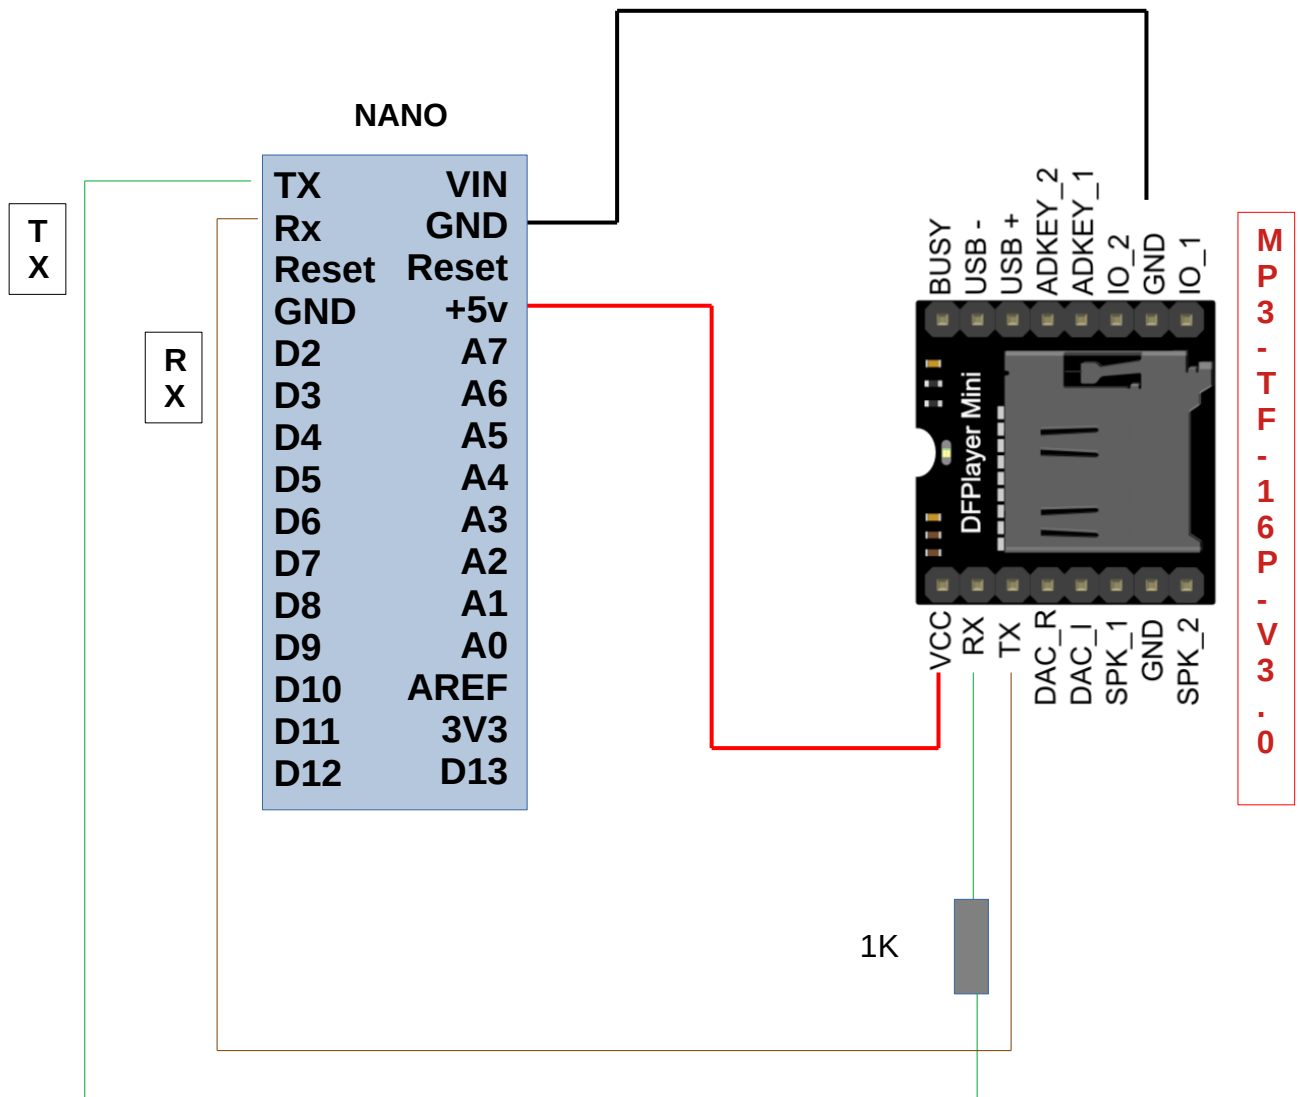 NANO
TX VIN
Rx GND
Reset Reset
GND +5v
D2 A7
D3 A6
D4 A5
D5 A4
D6 A3
D7 A2
D8 A1
D9 A0
D10 AREF
D11 3V3
D12 D13
TX
RX
BUSY
USB -
USB +
ADKEY_2
ADKEY_1
IO_2
GND
IO_1
DFPlayer Mini
VCC
RX
TX
DAC_R
DAC_I
SPK_1
GND
SPK_2
1K
MP3-TF-16P-V3.0